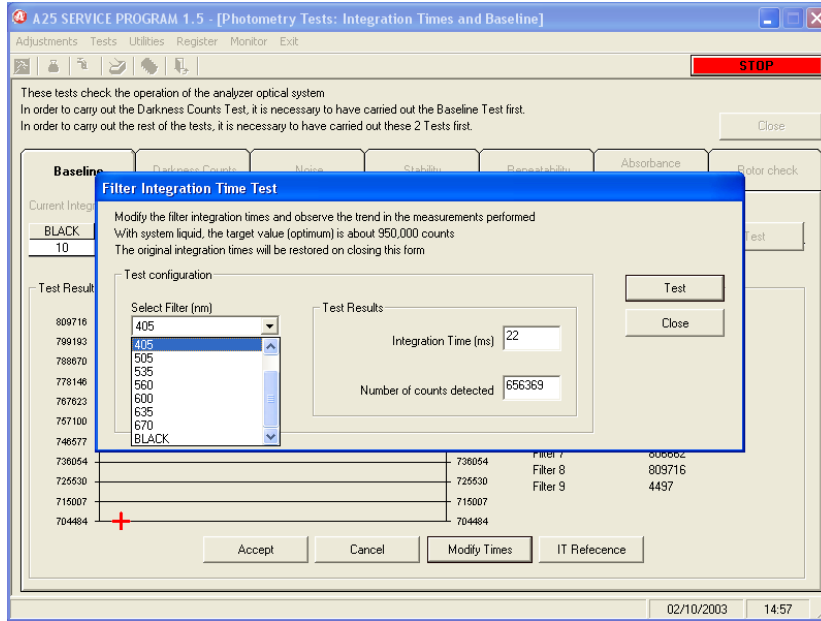 A25 SERVICE PROGRAM 1.5 - [Photometry Tests: Integration Times and Baseline]
Adjustments Tests Utilities Register Monitor Exit
STOP
These tests check the operation of the analyzer optical system
In order to carry out the Darkness Counts Test, it is necessary to have carried out the Baseline Test first.
In order to carry out the rest of the tests, it is necessary to have carried out these 2 Tests first.
Close
Baseline Darkness Counts Noise Stability Repeatability Absorbance Rotor check
Filter Integration Time Test
Current Integr
BLACK
10
Test
Modify the filter integration times and observe the trend in the measurements performed
With system liquid, the target value (optimum) is about 950,000 counts
The original integration times will be restored on closing this form
Test configuration
Select Filter (nm)
405
405
505
535
560
600
635
670
BLACK
Test Results
Integration Time (ms) 22
Number of counts detected 656369
Test
Close
Test Result
809716
799193
788670
778146
767623
757100
746577
736054 736054
725530 725530
715007 715007
704484 704484
Filter 7 806662
Filter 8 809716
Filter 9 4497
Accept Cancel Modify Times IT Refecence
02/10/2003 14:57